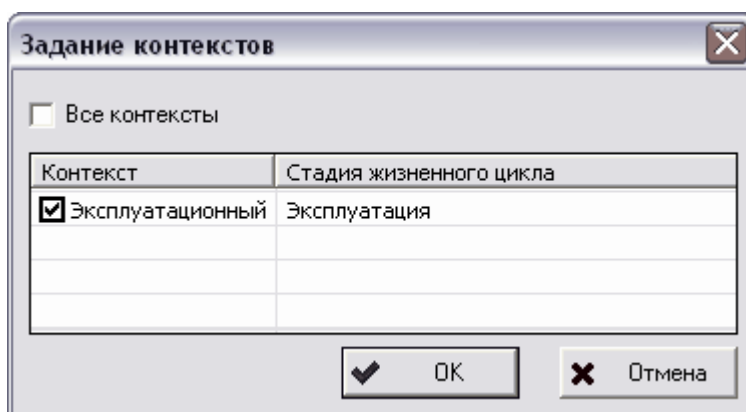 Задание контекстов
Все контексты
Контекст Стадия жизненного цикла
Эксплуатационный Эксплуатация
OK Отмена